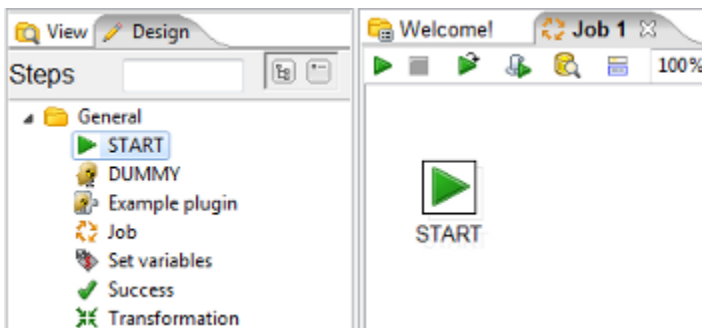 View Design
Steps
General
START
DUMMY
Example plugin
Job
Set variables
Success
Transformation
Welcome! Job 1
100%
START